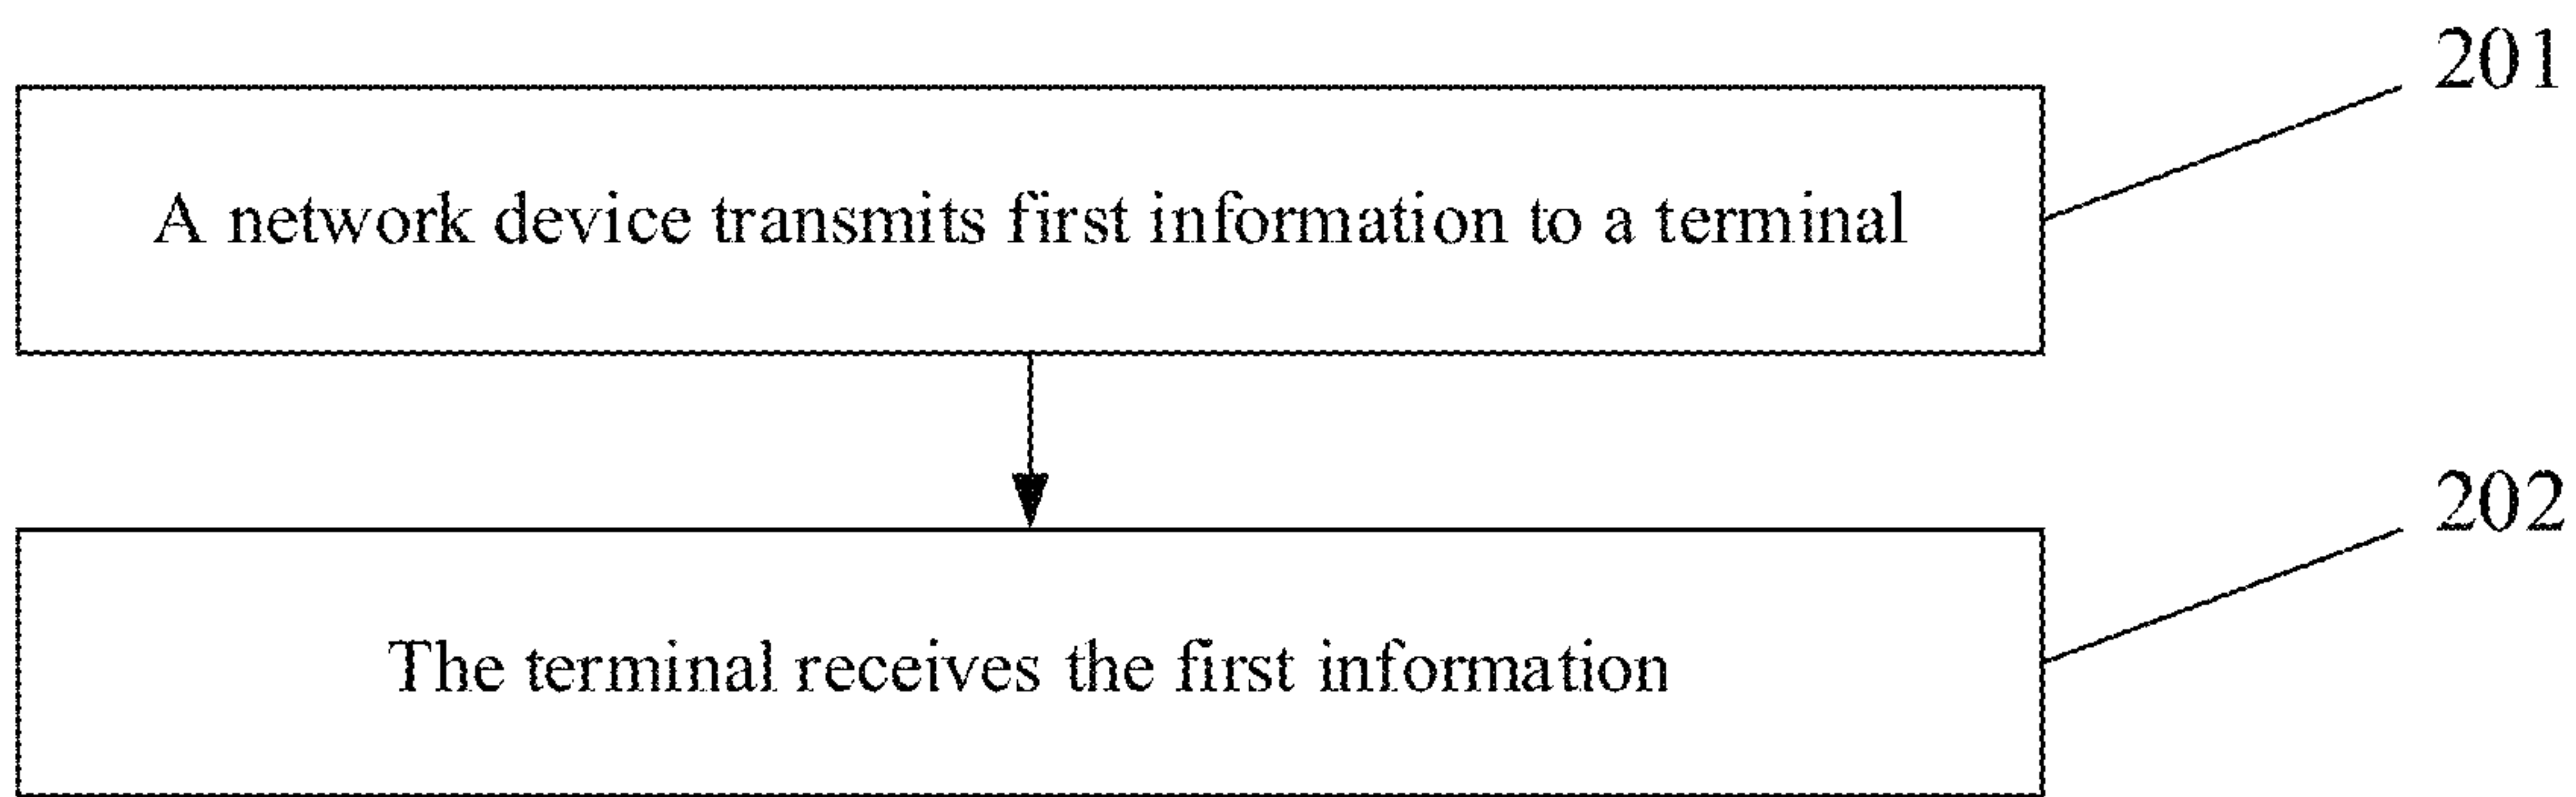 201
A network device transmits first information to a terminal
202
The terminal receives the first information